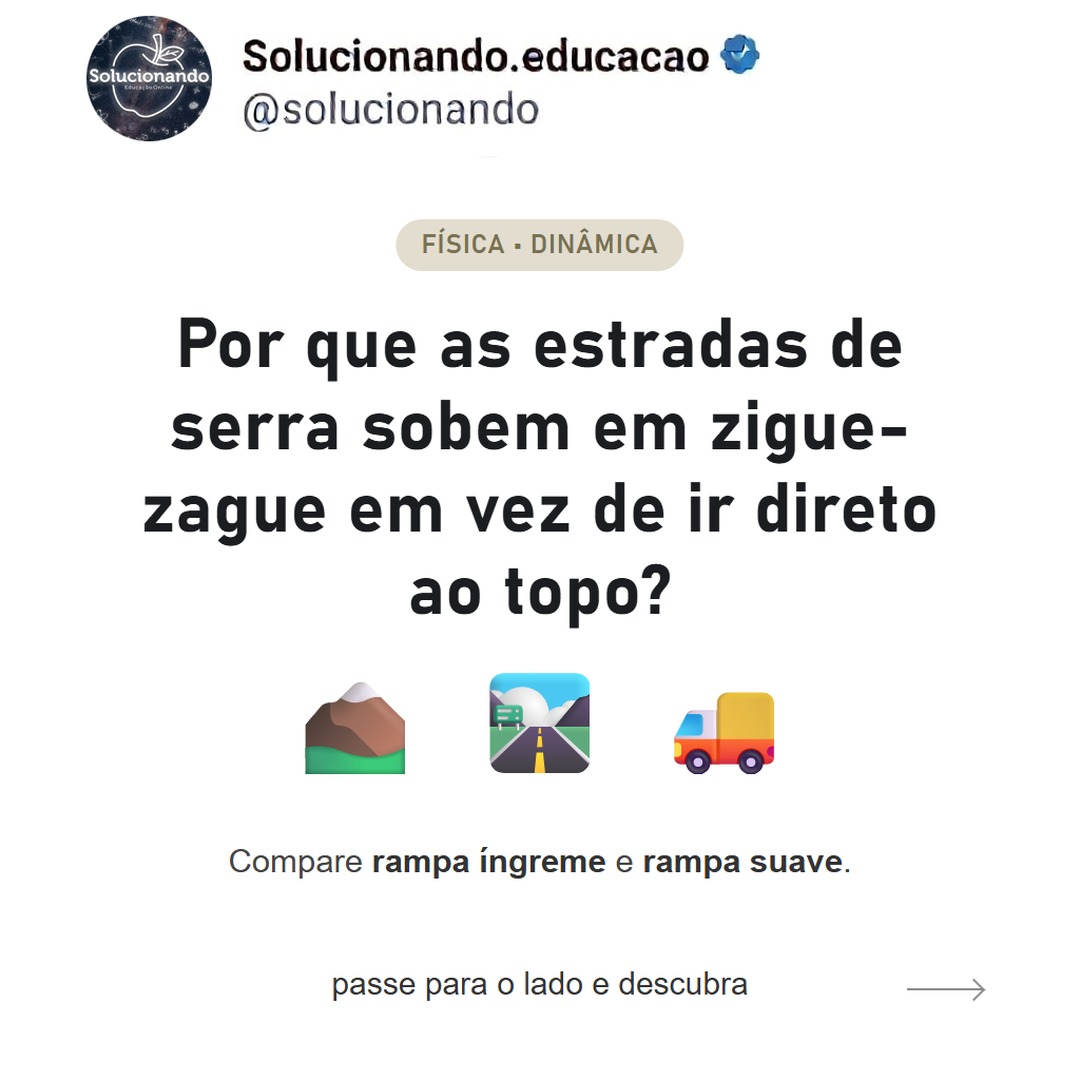 Solucionando
Educação Online
Solucionando.educacao
@solucionando
FÍSICA • DINÂMICA
Por que as estradas de
serra sobem em zigue-
zague em vez de ir direto
ao topo?
Compare rampa íngreme e rampa suave.
passe para o lado e descubra